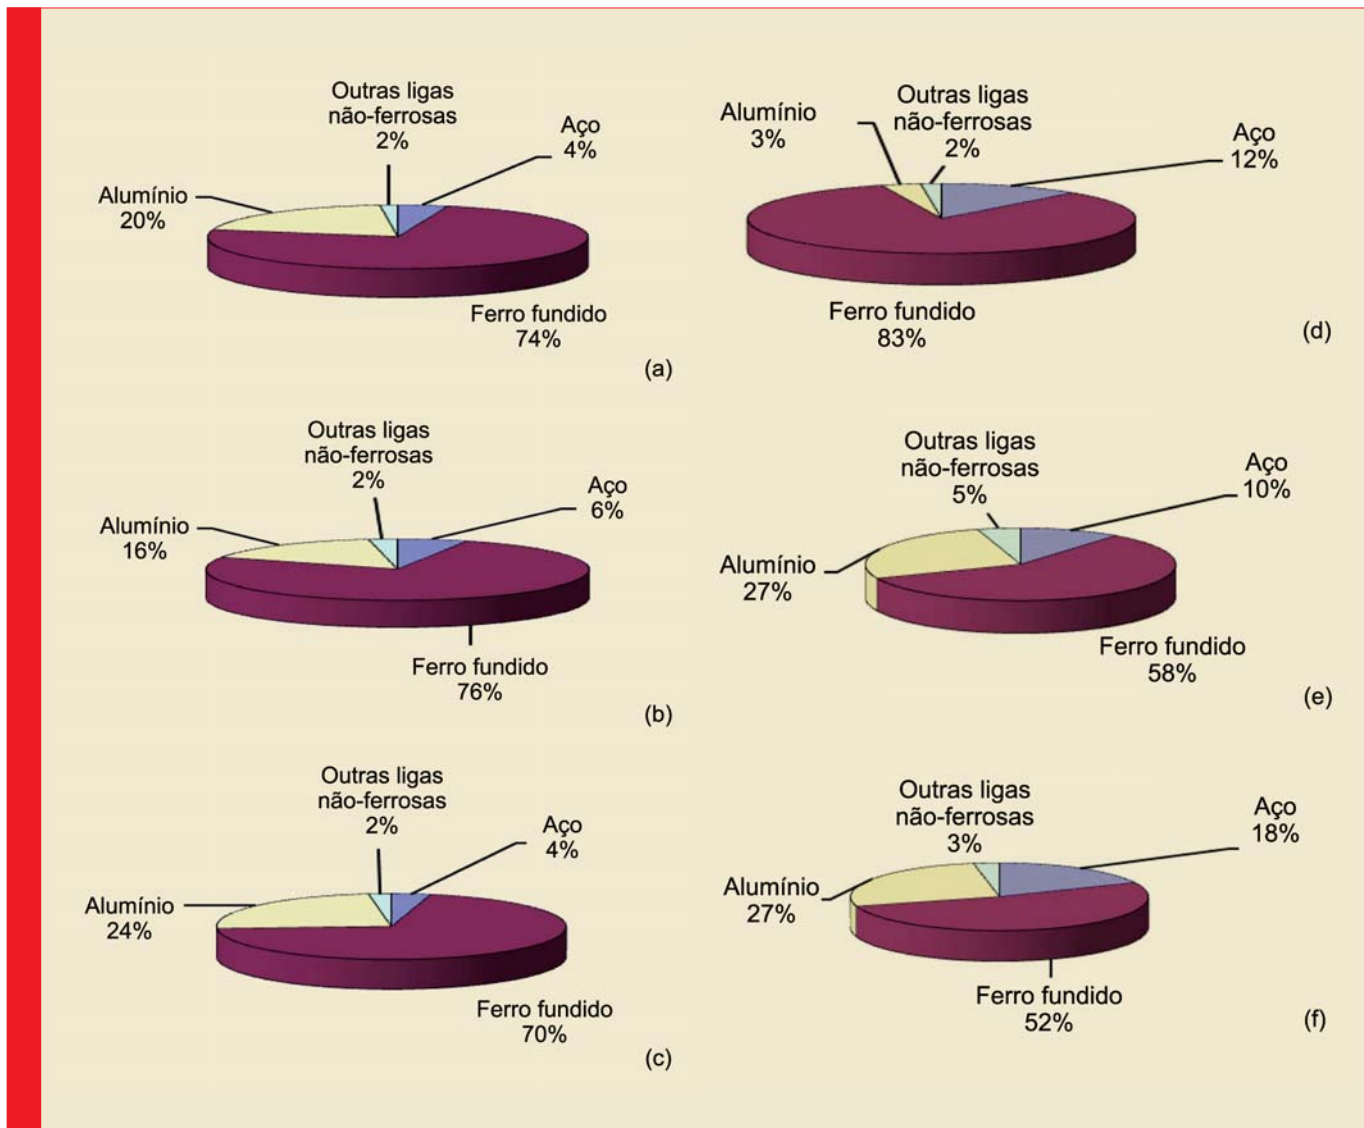 Outras ligas
não-ferrosas
2%
Aço
4%
Alumínio
20%
Ferro fundido
74%
(a)
Outras ligas
não-ferrosas
2%
Aço
6%
Alumínio
16%
Ferro fundido
76%
(b)
Outras ligas
não-ferrosas
2%
Aço
4%
Alumínio
24%
Ferro fundido
70%
(c)
Alumínio
3%
Outras ligas
não-ferrosas
2%
Aço
12%
Ferro fundido
83%
(d)
Outras ligas
não-ferrosas
5%
Aço
10%
Alumínio
27%
Ferro fundido
58%
(e)
Outras ligas
não-ferrosas
3%
Aço
18%
Alumínio
27%
Ferro fundido
52%
(f)